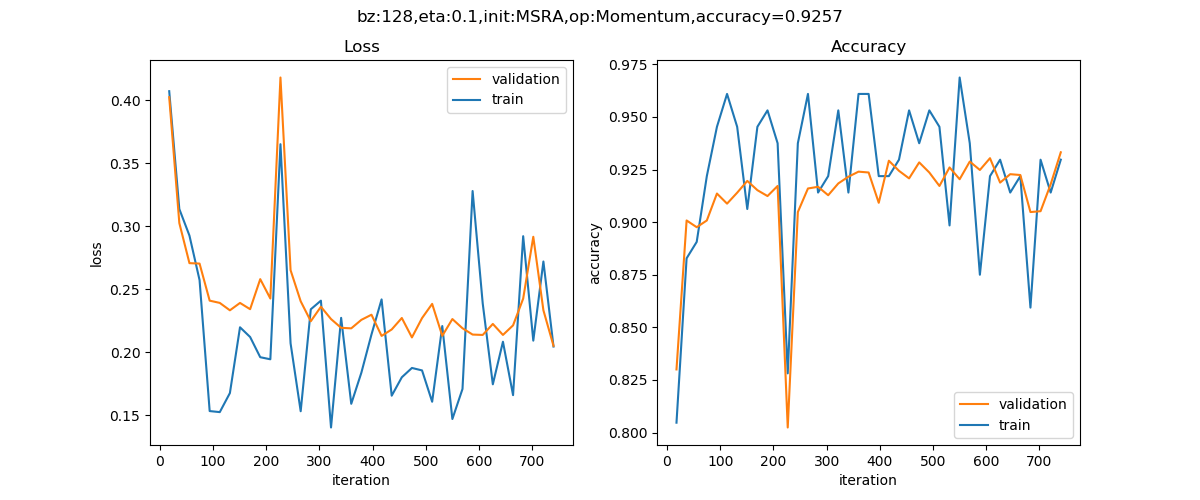 bz:128,eta:0.1,init:MSRA,op:Momentum,accuracy=0.9257
Loss
validation
train
0.40
0.35
0.30
0.25
0.20
0.15
loss
0 100 200 300 400 500 600 700
iteration
Accuracy
0.975
0.950
0.925
0.900
0.875
0.850
0.825
0.800
accuracy
validation
train
0 100 200 300 400 500 600 700
iteration